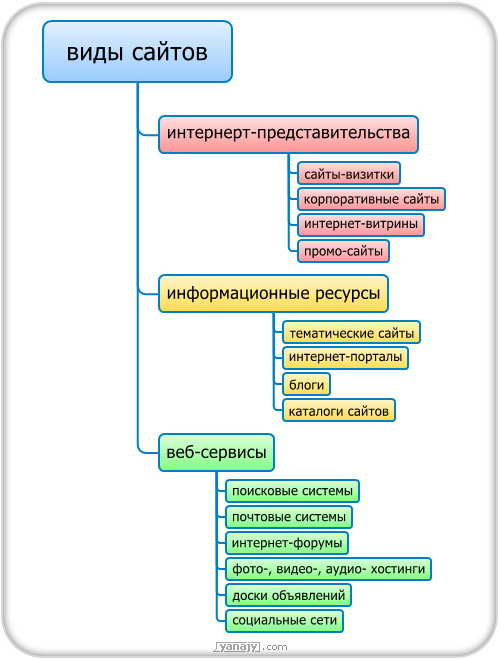 виды сайтов
интернерт-представительства
сайты-визитки
корпоративные сайты
интернет-витрины
промо-сайты
информационные ресурсы
тематические сайты
интернет-порталы
блоги
каталоги сайтов
веб-сервисы
поисковые системы
почтовые системы
интернет-форумы
фото-, видео-, аудио- хостинги
доски объявлений
социальные сети
yanajy.com